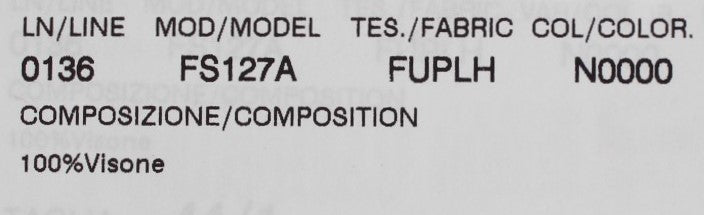 LN/LINE MOD/MODEL TES./FABRIC COL/COLOR.
0136 FS127A FUPLH N0000
COMPOSIZIONE/COMPOSITION
100%Visone